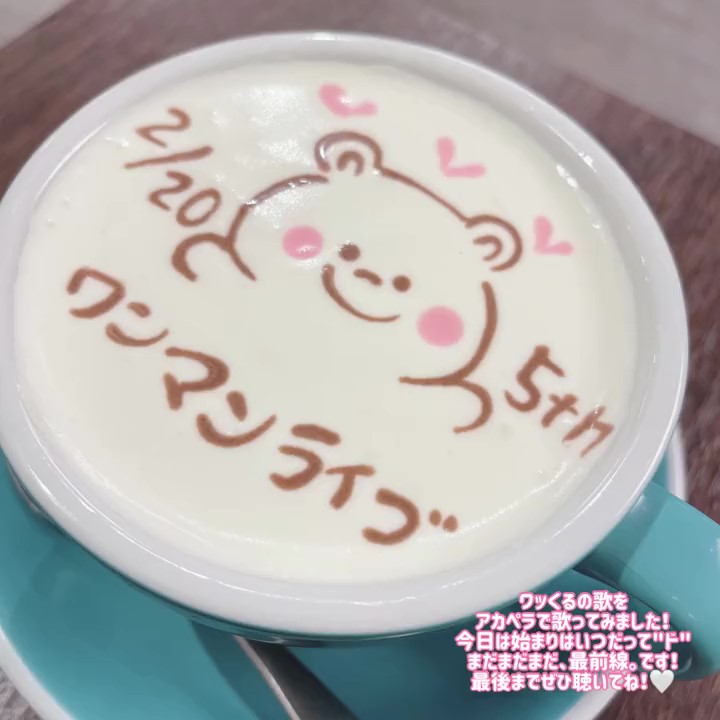 2/20
5th
ワンマンライブ
ワッくるの歌を
アカペラで歌ってみました!
今日は始まりはいつだって"ド"
まだまだまだ、最前線。です!
最後までぜひ聴いてね!🤍